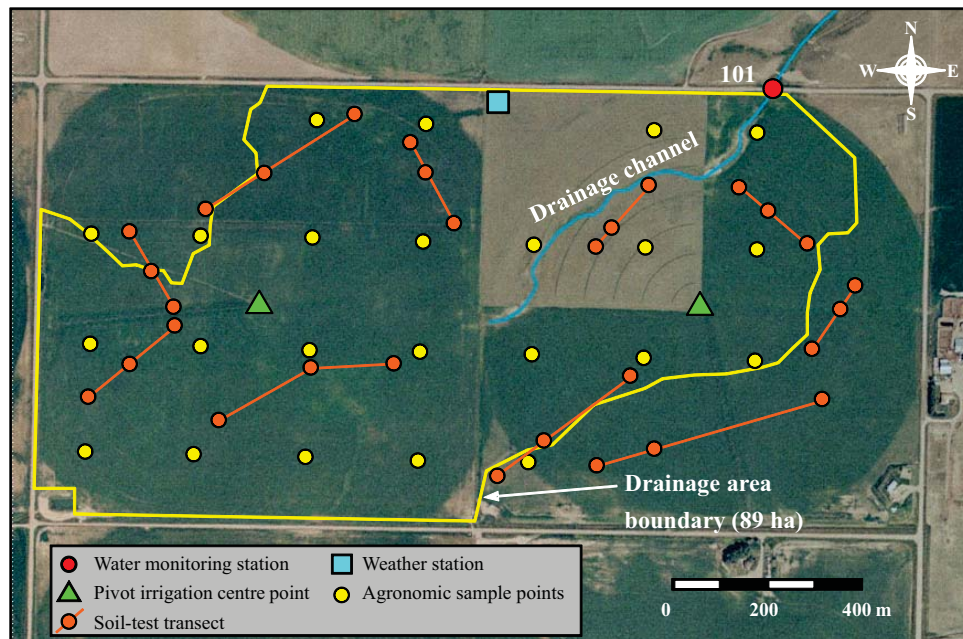 N
W E
S
101
Drainage channel
Drainage area
boundary (89 ha)
Water monitoring station
Weather station
Pivot irrigation centre point
Agronomic sample points
Soil-test transect
0 200 400 m